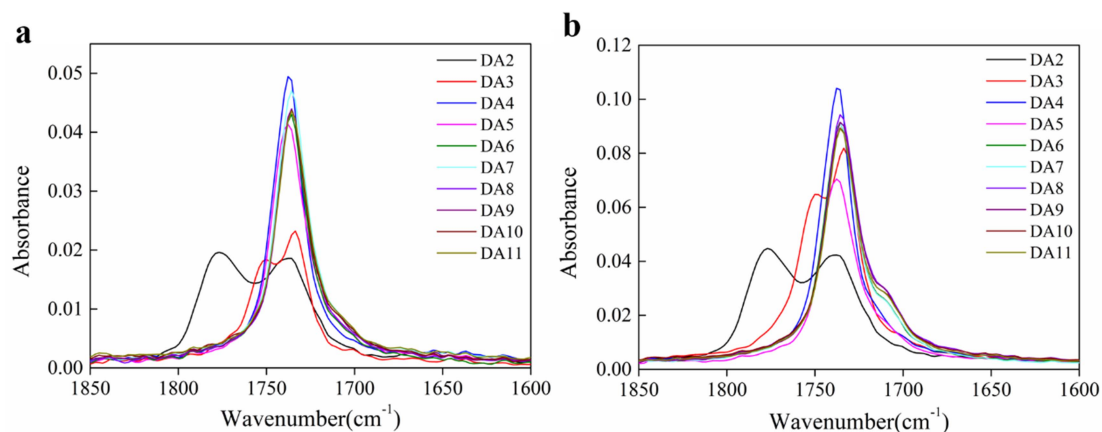 a
0.05
0.04
0.03
0.02
0.01
0.00
Absorbance
1850 1800 1750 1700 1650 1600
Wavenumber(cm⁻¹)
DA2
DA3
DA4
DA5
DA6
DA7
DA8
DA9
DA10
DA11
b
0.12
0.10
0.08
0.06
0.04
0.02
0.00
Absorbance
1850 1800 1750 1700 1650 1600
Wavenumber(cm⁻¹)
DA2
DA3
DA4
DA5
DA6
DA7
DA8
DA9
DA10
DA11